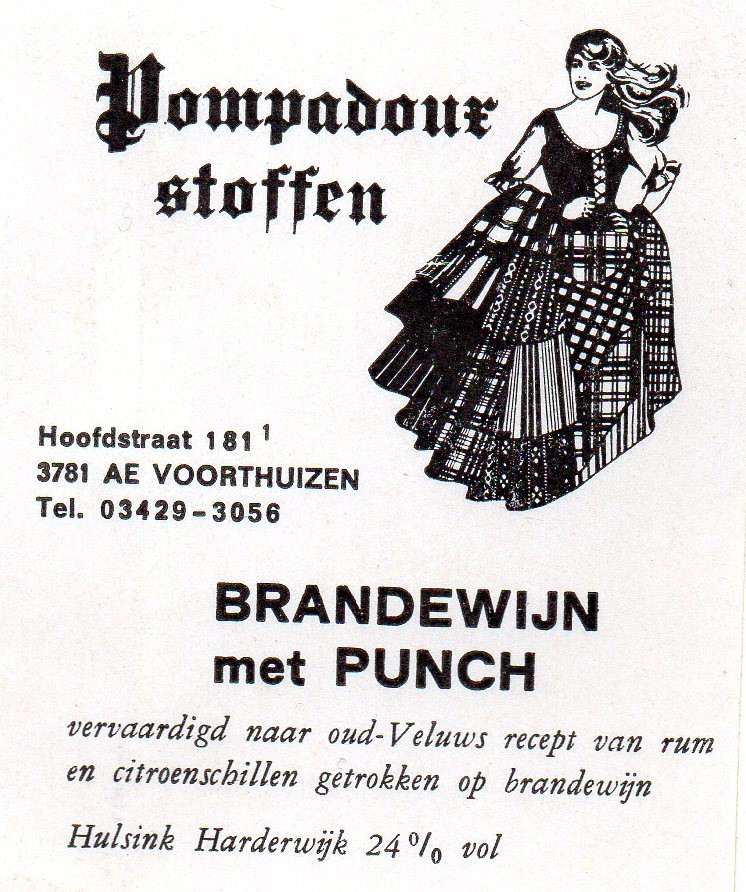 Pompadour
stoffen
Hoofdstraat 181¹
3781 AE VOORTHUIZEN
Tel. 03429-3056
BRANDEWIJN
met PUNCH
vervaardigd naar oud-Veluws recept van rum
en citroenschillen getrokken op brandewijn
Hulsink Harderwijk 24% vol